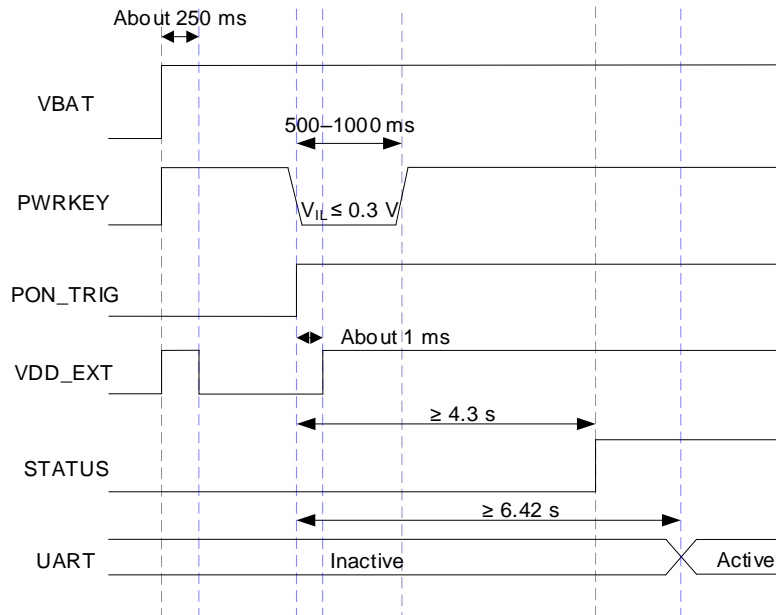 About 250 ms
VBAT
500–1000 ms
PWRKEY
VIL ≤ 0.3 V
PON_TRIG
About 1 ms
VDD_EXT
≥ 4.3 s
STATUS
≥ 6.42 s
UART
Inactive
Active